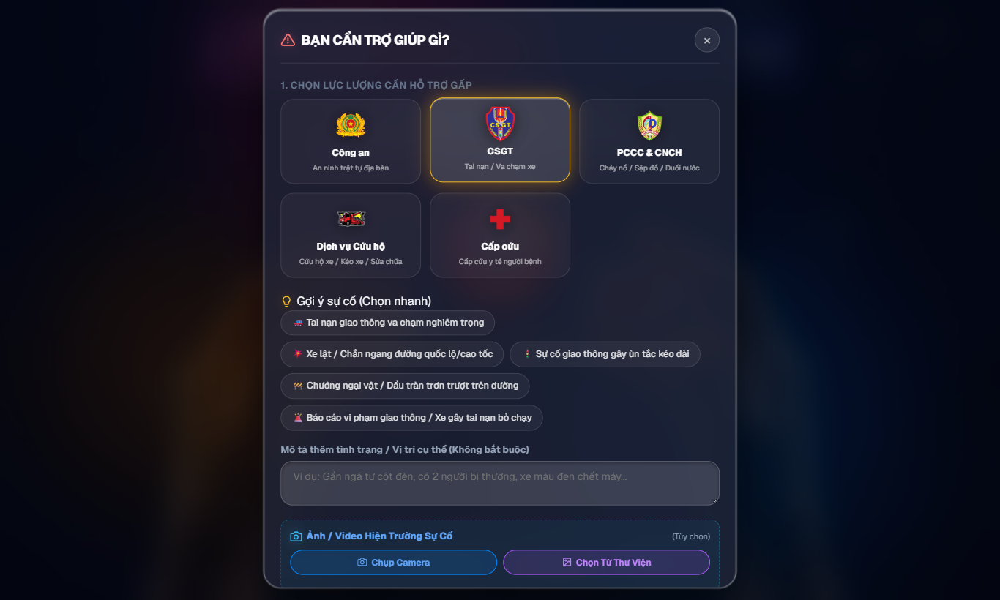 BẠN CẦN TRỢ GIÚP GÌ?
×
1. CHỌN LỰC LƯỢNG CẦN HỖ TRỢ GẤP
Công an
An ninh trật tự địa bàn
CSGT
CSGT
Tai nạn / Va chạm xe
PCCC & CNCH
Cháy nổ / Sập đổ / Đuối nước
Dịch vụ Cứu hộ
Cứu hộ xe / Kéo xe / Sửa chữa
Cấp cứu
Cấp cứu y tế người bệnh
Gợi ý sự cố (Chọn nhanh)
Tai nạn giao thông va chạm nghiêm trọng
Xe lật / Chắn ngang đường quốc lộ/cao tốc
Sự cố giao thông gây ùn tắc kéo dài
Chướng ngại vật / Dầu tràn trơn trượt trên đường
Báo cáo vi phạm giao thông / Xe gây tai nạn bỏ chạy
Mô tả thêm tình trạng / Vị trí cụ thể (Không bắt buộc)
Ví dụ: Gần ngã tư cột đèn, có 2 người bị thương, xe màu đen chết máy...
Ảnh / Video Hiện Trường Sự Cố
(Tùy chọn)
Chụp Camera
Chọn Từ Thư Viện